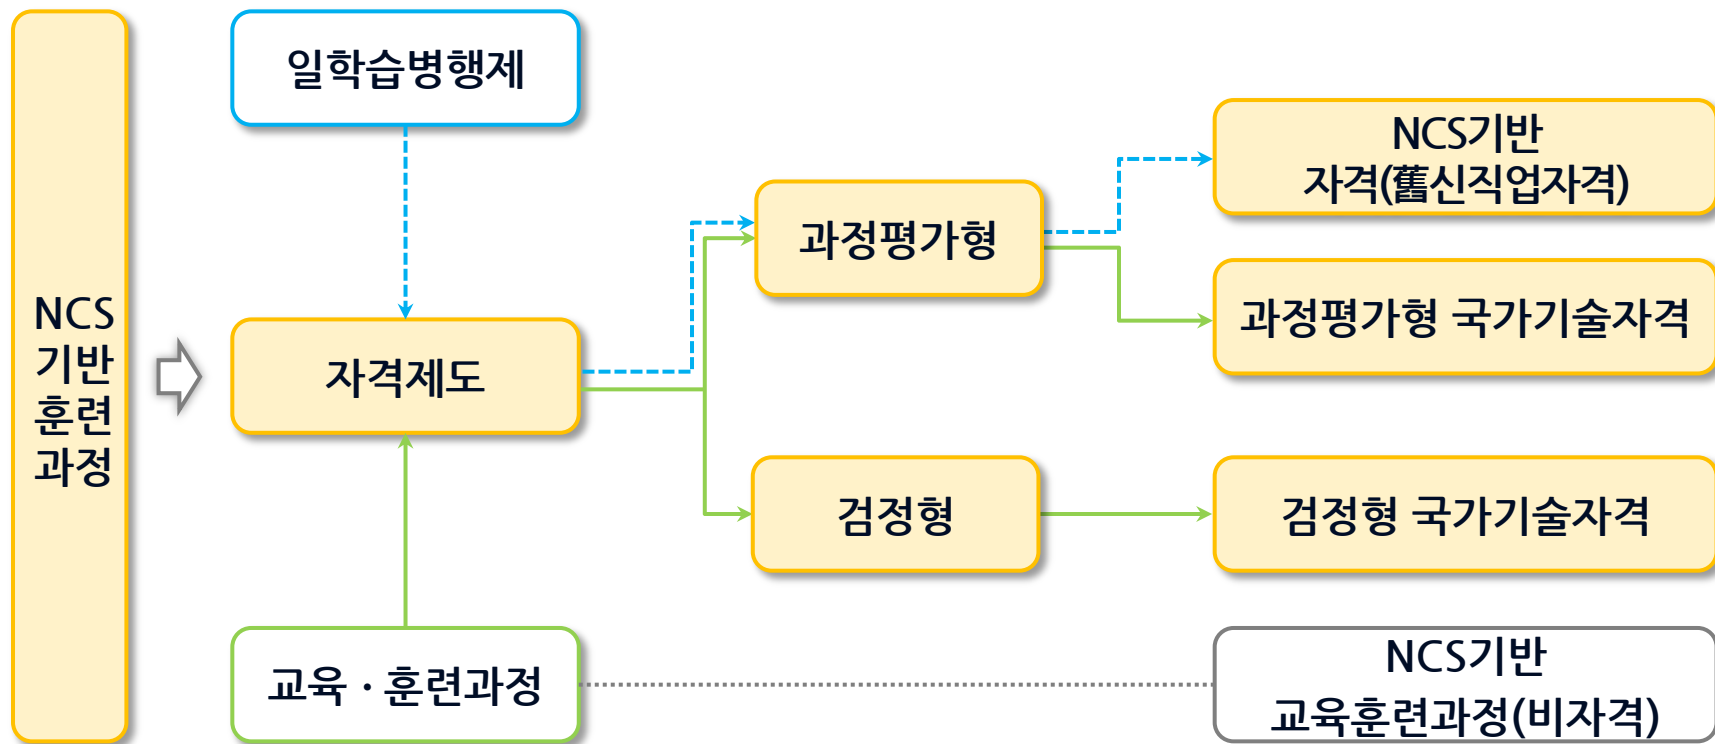 NCS
기반
훈련
과정
일학습병행제
자격제도
교육 · 훈련과정
과정평가형
검정형
NCS기반
자격(舊신직업자격)
과정평가형 국가기술자격
검정형 국가기술자격
NCS기반
교육훈련과정(비자격)